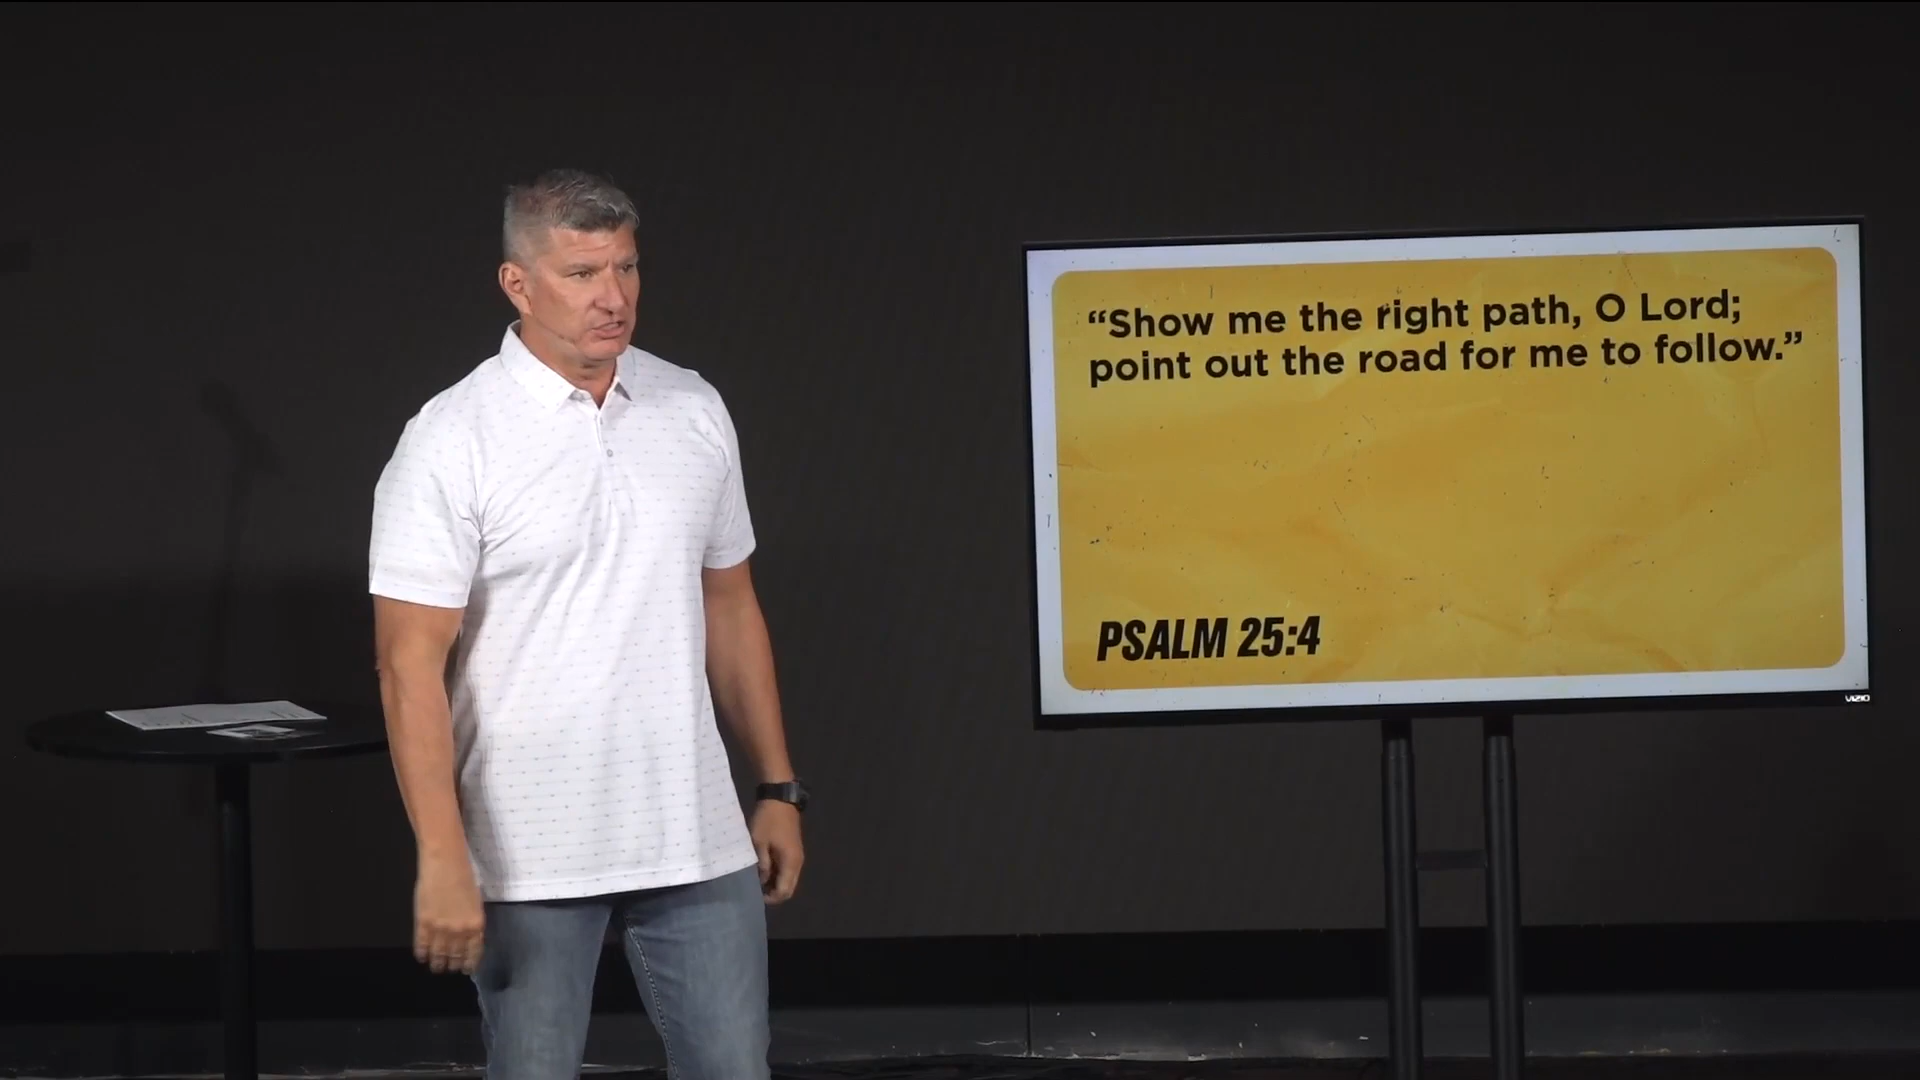 “Show me the right path, O Lord;
point out the road for me to follow.”
PSALM 25:4
VIZIO